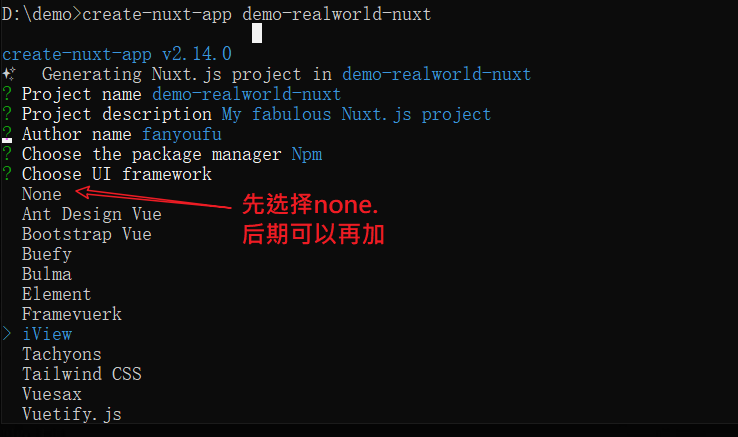 D:\demo>create-nuxt-app demo-realworld-nuxt
create-nuxt-app v2.14.0
Generating Nuxt.js project in demo-realworld-nuxt
? Project name demo-realworld-nuxt
? Project description My fabulous Nuxt.js project
? Author name fanyoufu
? Choose the package manager Npm
? Choose UI framework
None
先選择none.
Ant Design Vue
后期可以再加
Bootstrap Vue
Buefy
Bulma
Element
Framevuerk
> iView
Tachyons
Tailwind CSS
Vuesax
Vuetify.js